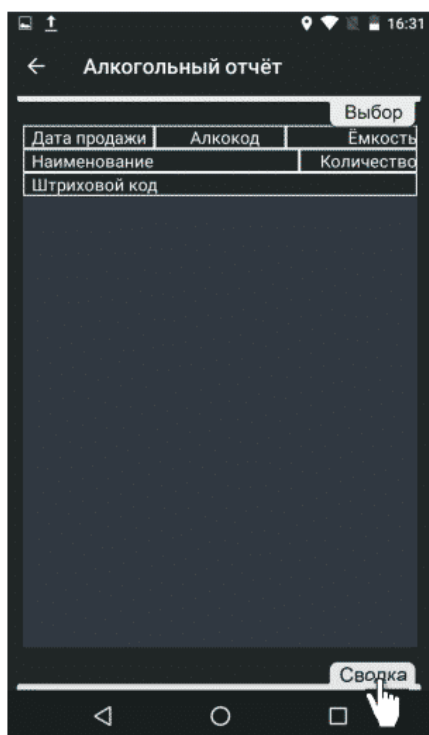 16:31
Алкогольный отчёт
Выбор
Дата продажи Алкокод Ёмкость
Наименование Количество
Штриховой код
Сводка